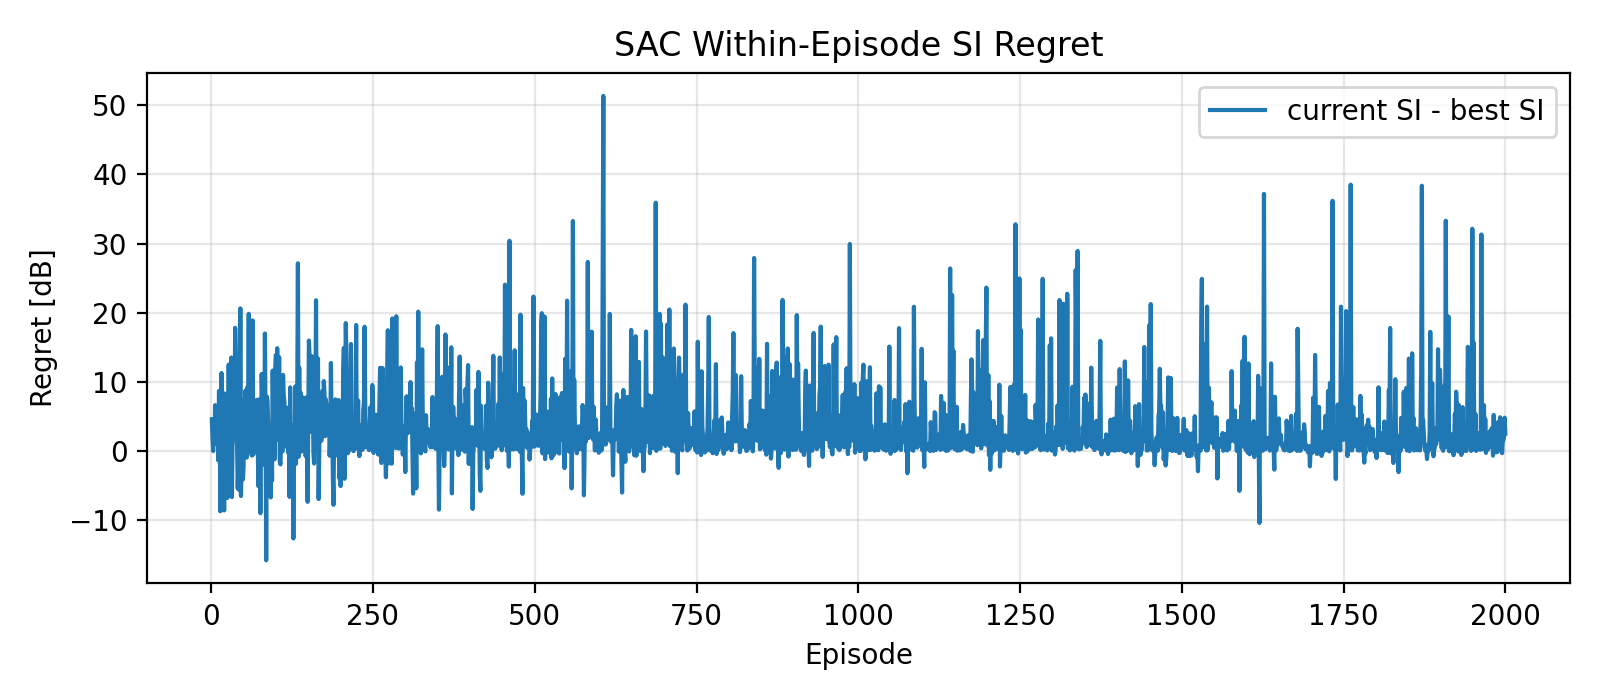 SAC Within-Episode SI Regret
current SI - best SI
50
40
30
20
10
0
−10
Regret [dB]
0 250 500 750 1000 1250 1500 1750 2000
Episode